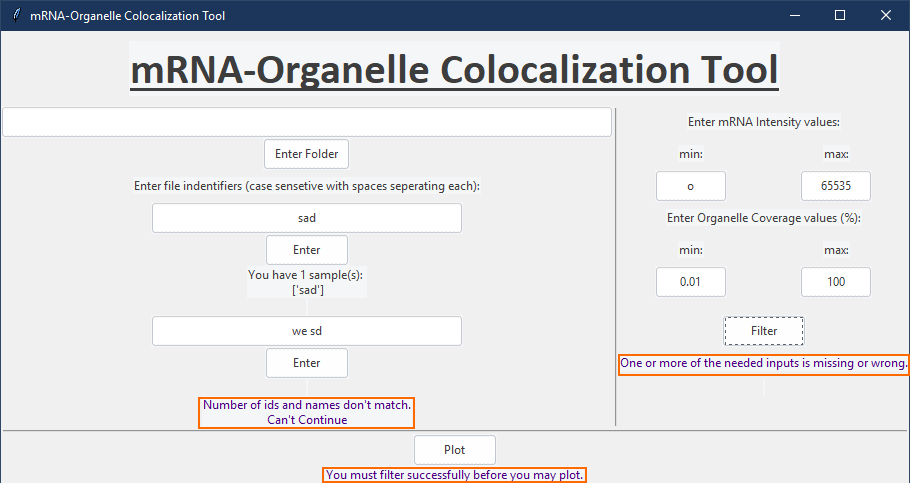 mRNA-Organelle Colocalization Tool
mRNA-Organelle Colocalization Tool
Enter Folder
Enter file indentifiers (case sensetive with spaces seperating each):
sad
Enter
You have 1 sample(s):
['sad']
we sd
Enter
Number of ids and names don't match.
Can't Continue
Enter mRNA Intensity values:
min: max:
o 65535
Enter Organelle Coverage values (%):
min: max:
0.01 100
Filter
One or more of the needed inputs is missing or wrong.
Plot
You must filter successfully before you may plot.